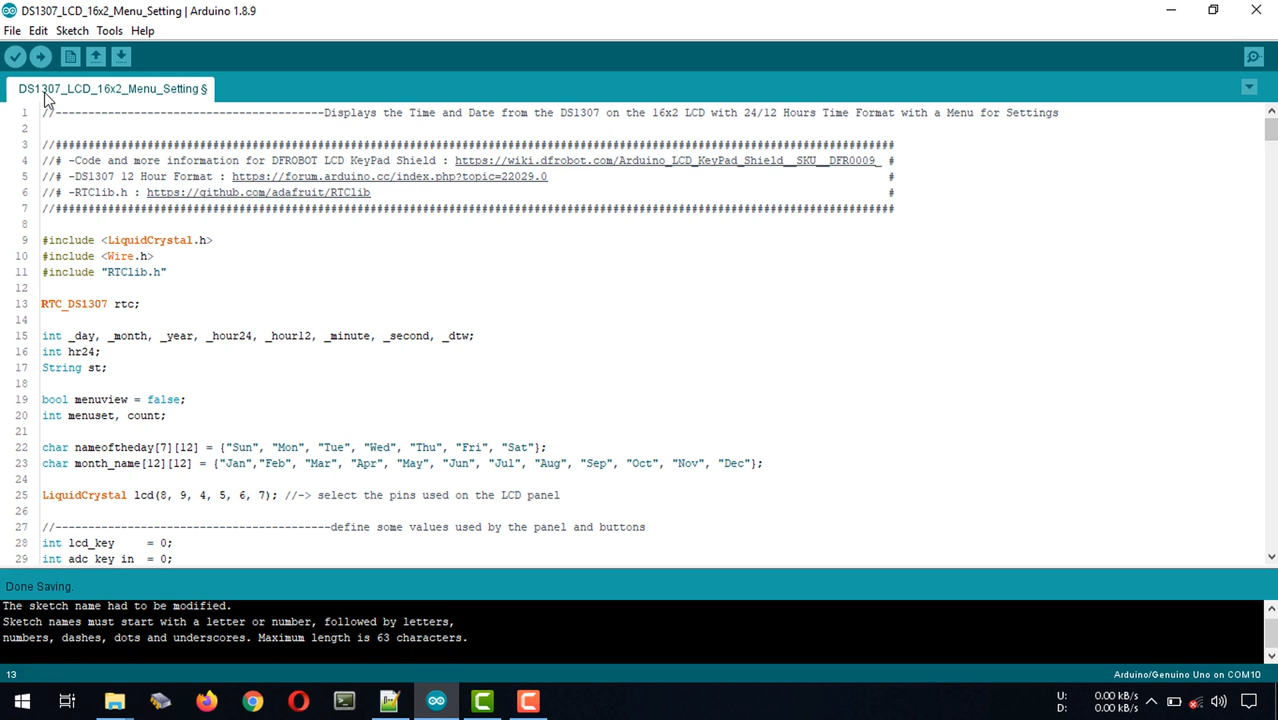 DS1307_LCD_16x2_Menu_Setting | Arduino 1.8.9
File Edit Sketch Tools Help
DS1307_LCD_16x2_Menu_Setting §
1 //-----------------------------------------Displays the Time and Date from the DS1307 on the 16x2 LCD with 24/12 Hours Time Format with a Menu for Settings
2
3 //################################################################################################################################
4 //# -Code and more information for DFROBOT LCD KeyPad Shield : https://wiki.dfrobot.com/Arduino_LCD_KeyPad_Shield__SKU__DFR0009_ #
5 //# -DS1307 12 Hour Format : https://forum.arduino.cc/index.php?topic=22029.0 #
6 //# -RTClib.h : https://github.com/adafruit/RTClib #
7 //################################################################################################################################
8
9 #include <LiquidCrystal.h>
10 #include <Wire.h>
11 #include "RTClib.h"
12
13 RTC_DS1307 rtc;
14
15 int _day, _month, _year, _hour24, _hour12, _minute, _second, _dtw;
16 int hr24;
17 String st;
18
19 bool menuview = false;
20 int menuset, count;
21
22 char nameoftheday[7][12] = {"Sun", "Mon", "Tue", "Wed", "Thu", "Fri", "Sat"};
23 char month_name[12][12] = {"Jan","Feb", "Mar", "Apr", "May", "Jun", "Jul", "Aug", "Sep", "Oct", "Nov", "Dec"};
24
25 LiquidCrystal lcd(8, 9, 4, 5, 6, 7); //-> select the pins used on the LCD panel
26
27 //------------------------------------------define some values used by the panel and buttons
28 int lcd_key = 0;
29 int adc_key_in = 0;
Done Saving.
The sketch name had to be modified.
Sketch names must start with a letter or number, followed by letters,
numbers, dashes, dots and underscores. Maximum length is 63 characters.
13 Arduino/Genuino Uno on COM10
U: 0.00 kB/s
D: 0.00 kB/s